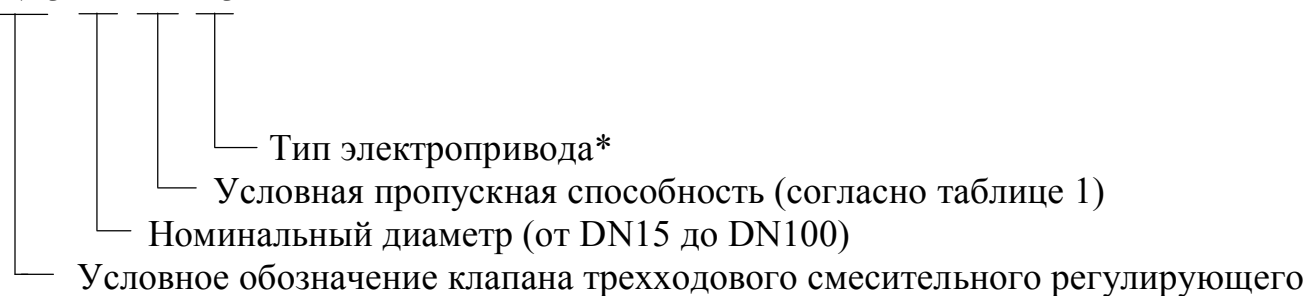 Тип электропривода*
Условная пропускная способность (согласно таблице 1)
Номинальный диаметр (от DN15 до DN100)
Условное обозначение клапана трехходового смесительного регулирующего